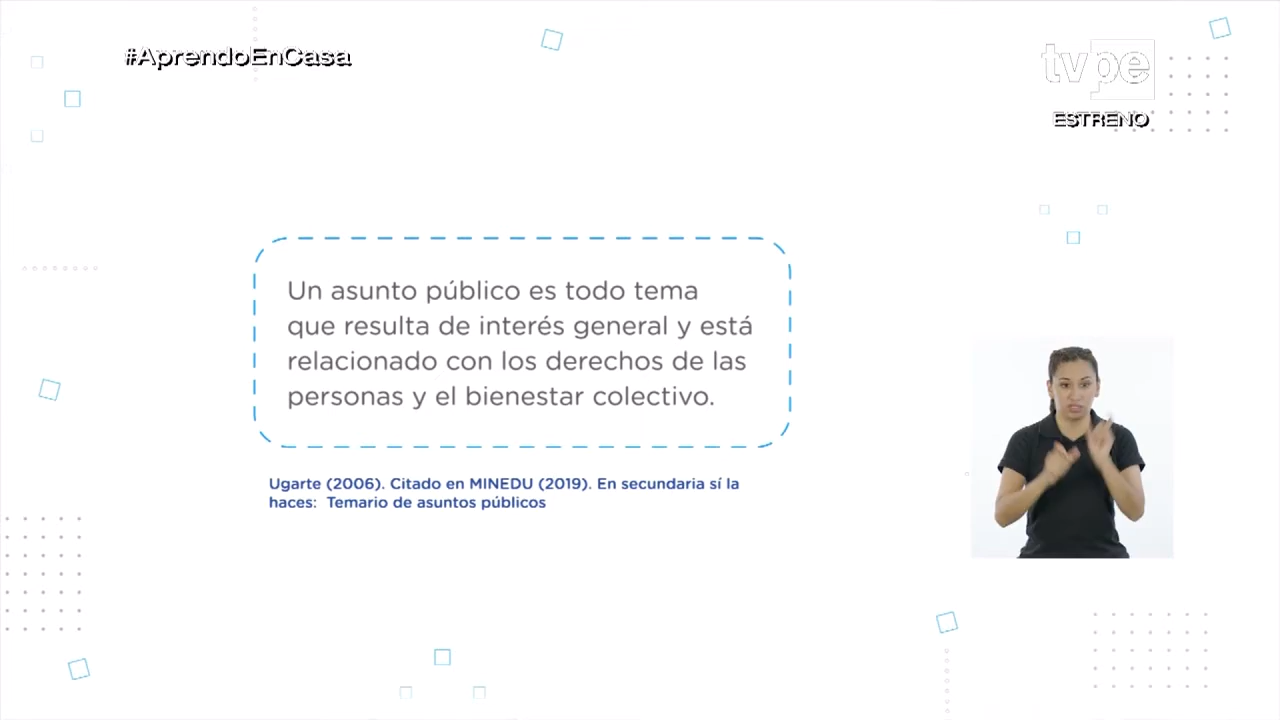 #AprendoEnCasa
tvpe
ESTRENO
Un asunto público es todo tema
que resulta de interés general y está
relacionado con los derechos de las
personas y el bienestar colectivo.
Ugarte (2006). Citado en MINEDU (2019). En secundaria sí la
haces:  Temario de asuntos públicos